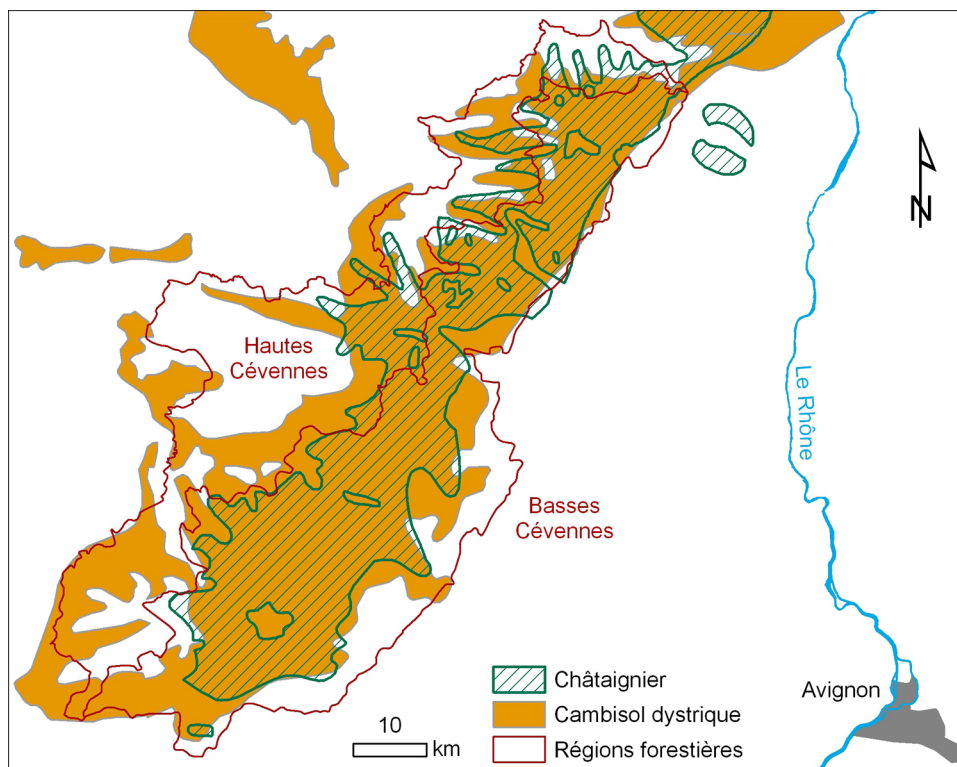 N
Hautes
Cévennes
Le Rhône
Basses
Cévennes
Châtaignier
Avignon
Cambisol dystrique
10
km
Régions forestières